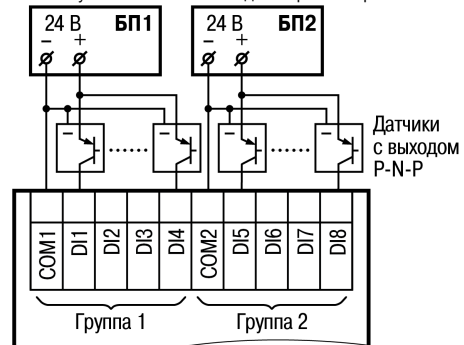 24 В БП1
– +
24 В БП2
– +
–
–
–
–
Датчики
с выходом
P-N-P
COM1
DI1
DI2
DI3
DI4
COM2
DI5
DI6
DI7
DI8
Группа 1
Группа 2